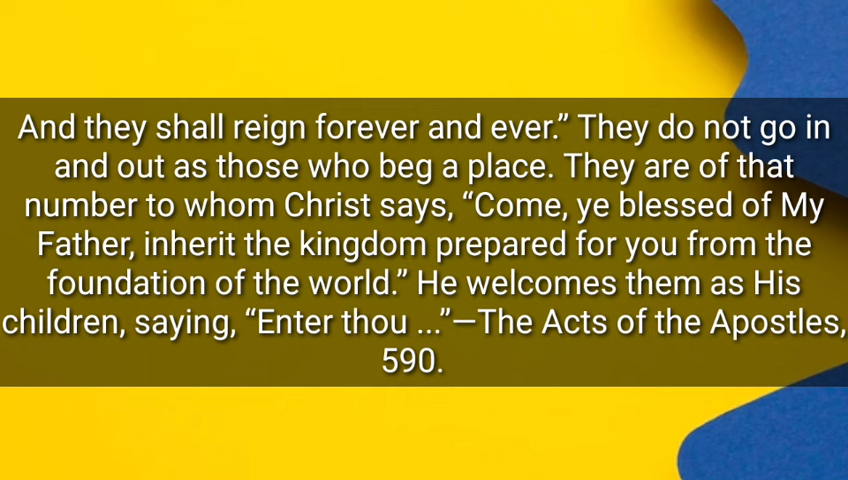 And they shall reign forever and ever.” They do not go in
and out as those who beg a place. They are of that
number to whom Christ says, “Come, ye blessed of My
Father, inherit the kingdom prepared for you from the
foundation of the world.” He welcomes them as His
children, saying, “Enter thou ...”—The Acts of the Apostles,
590.